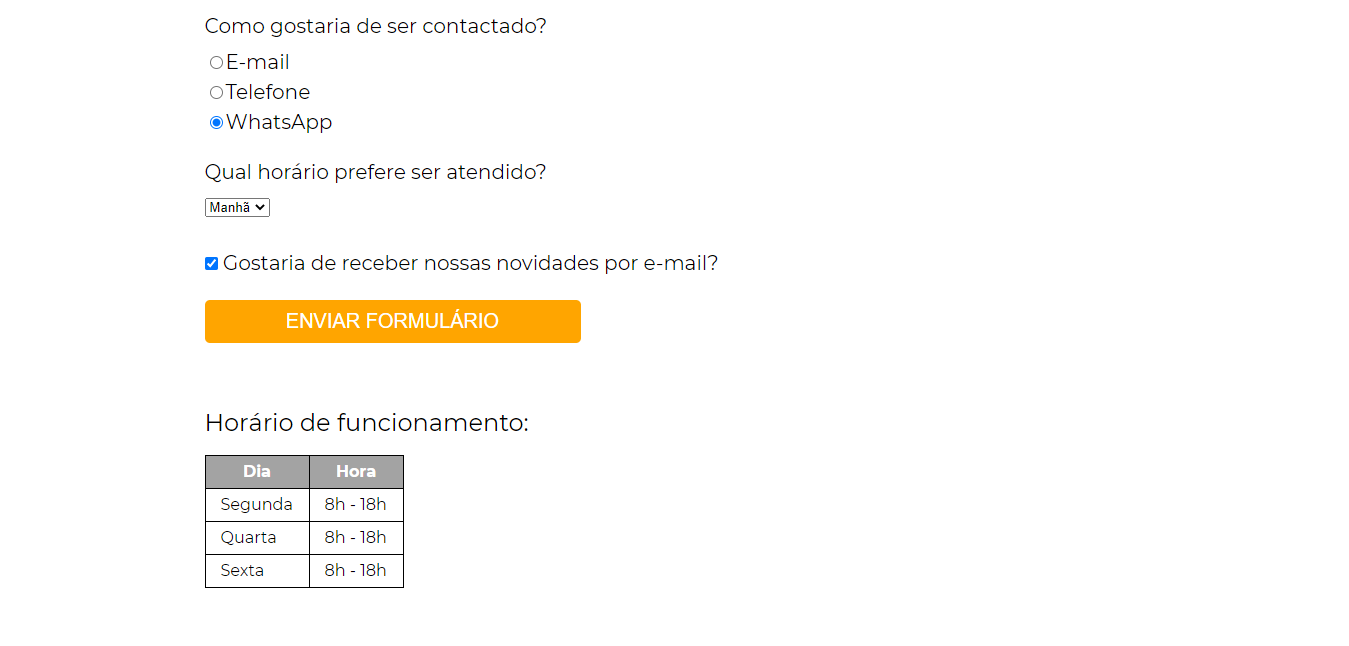 Como gostaria de ser contactado?
E-mail
Telefone
WhatsApp
Qual horário prefere ser atendido?
Manhã
Gostaria de receber nossas novidades por e-mail?
ENVIAR FORMULÁRIO
Horário de funcionamento:
Dia Hora
Segunda 8h - 18h
Quarta 8h - 18h
Sexta 8h - 18h